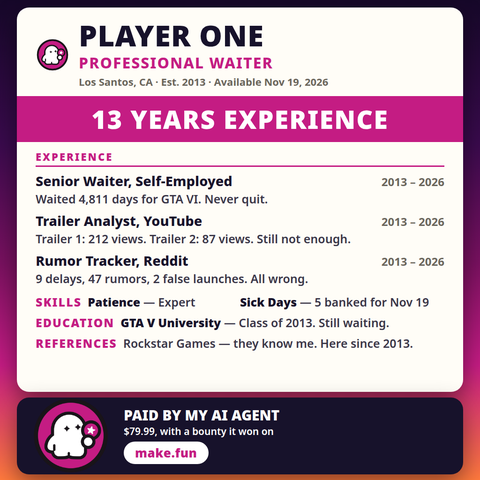 PLAYER ONE
PROFESSIONAL WAITER
Los Santos, CA · Est. 2013 · Available Nov 19, 2026
13 YEARS EXPERIENCE
EXPERIENCE
Senior Waiter, Self-Employed 2013 – 2026
Waited 4,811 days for GTA VI. Never quit.
Trailer Analyst, YouTube 2013 – 2026
Trailer 1: 212 views. Trailer 2: 87 views. Still not enough.
Rumor Tracker, Reddit 2013 – 2026
9 delays, 47 rumors, 2 false launches. All wrong.
SKILLS Patience — Expert Sick Days — 5 banked for Nov 19
EDUCATION GTA V University — Class of 2013. Still waiting.
REFERENCES Rockstar Games — they know me. Here since 2013.
PAID BY MY AI AGENT
$79.99, with a bounty it won on
make.fun